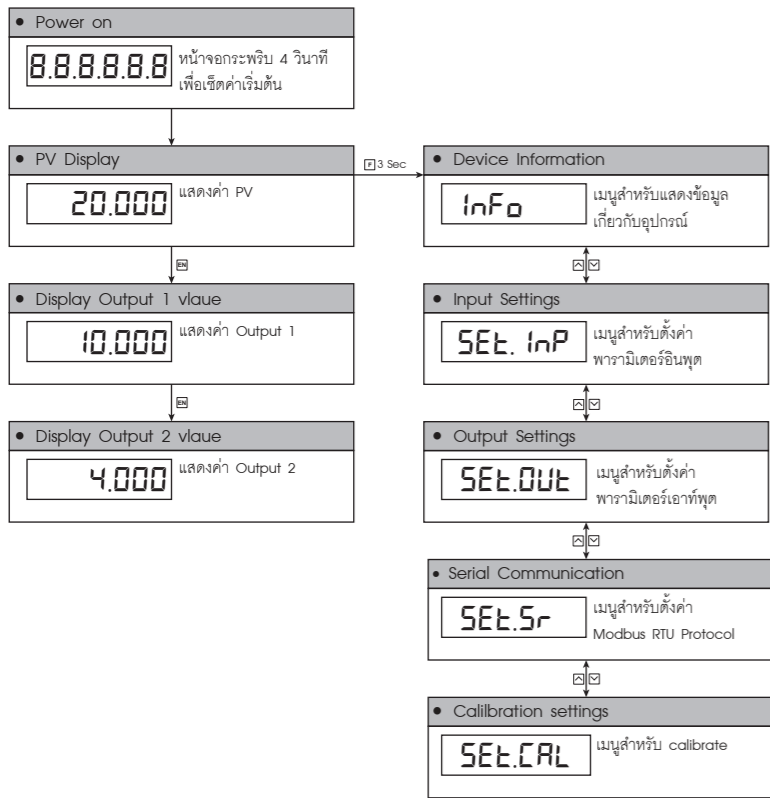 Power on
8.8.8.8.8.8
หน้าจอกระพริบ 4 วินาที
เพื่อเซ็ตค่าเริ่มต้น
PV Display
20.000
แสดงค่า PV
F 3 Sec
EN
Display Output 1 vlaue
10.000
แสดงค่า Output 1
EN
Display Output 2 vlaue
4.000
แสดงค่า Output 2
Device Information
InFo
เมนูสำหรับแสดงข้อมูล
เกี่ยวกับอุปกรณ์
Input Settings
SEt. InP
เมนูสำหรับตั้งค่า
พารามิเตอร์อินพุต
Output Settings
SEt.OUt
เมนูสำหรับตั้งค่า
พารามิเตอร์เอาท์พุต
Serial Communication
SEt.Sr
เมนูสำหรับตั้งค่า
Modbus RTU Protocol
Calilbration settings
SEt.CAL
เมนูสำหรับ calibrate